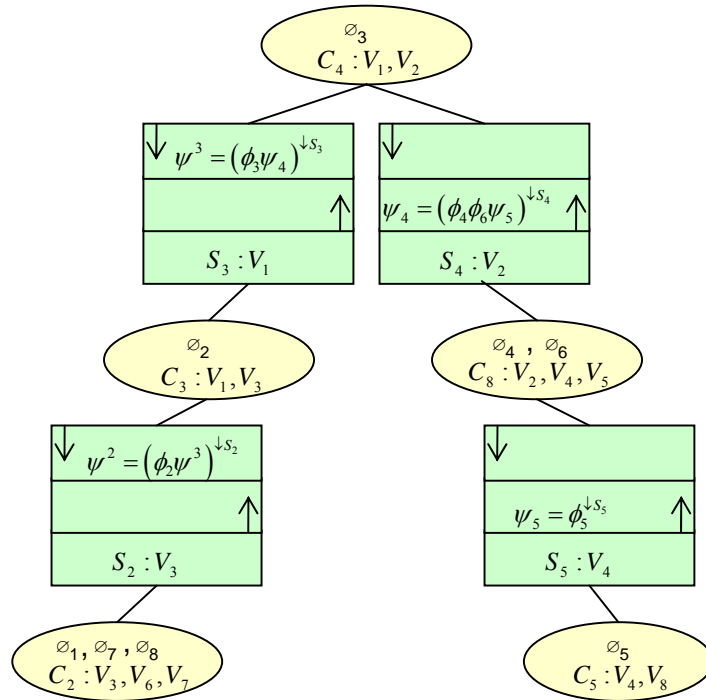 ∅₃
C₄ : V₁, V₂
ψ³ = (ϕ₃ψ₄)^↓S₃
ψ₄ = (ϕ₄ϕ₆ψ₅)^↓S₄
S₃ : V₁
S₄ : V₂
∅₂
C₃ : V₁, V₃
∅₄ , ∅₆
C₈ : V₂, V₄, V₅
ψ² = (ϕ₂ψ³)^↓S₂
ψ₅ = ϕ₅^↓S₅
S₂ : V₃
S₅ : V₄
∅₁, ∅₇, ∅₈
C₂ : V₃, V₆, V₇
∅₅
C₅ : V₄, V₈